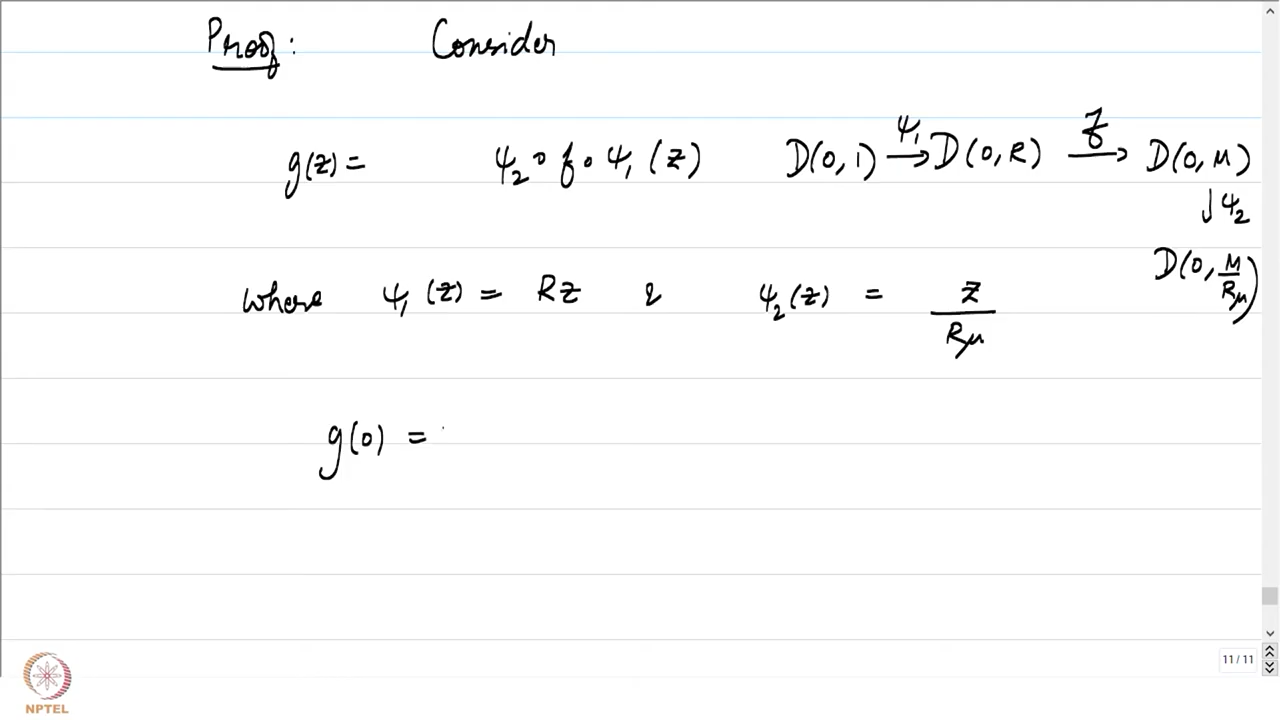 Proof: Consider
g(z) = ψ₂ ∘ f ∘ ψ₁ (z) D(0, 1) —ψ₁→ D(0, R) —f→ D(0, M)
↓ ψ₂
D(0, M/Rμ)
where ψ₁(z) = Rz & ψ₂(z) = z/Rμ
g(0) =
11 / 11
NPTEL